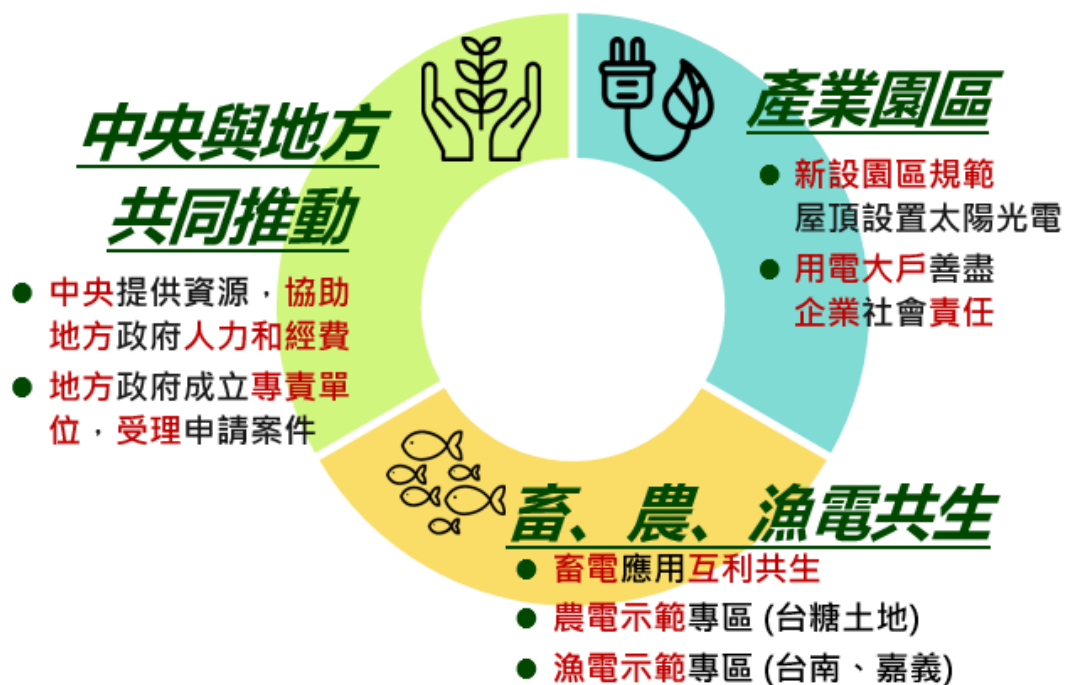 中央與地方
共同推動
● 中央提供資源，協助
地方政府人力和經費
● 地方政府成立專責單
位，受理申請案件
產業園區
● 新設園區規範
屋頂設置太陽光電
● 用電大戶善盡
企業社會責任
畜、農、漁電共生
● 畜電應用互利共生
● 農電示範專區 (台糖土地)
● 漁電示範專區 (台南、嘉義)